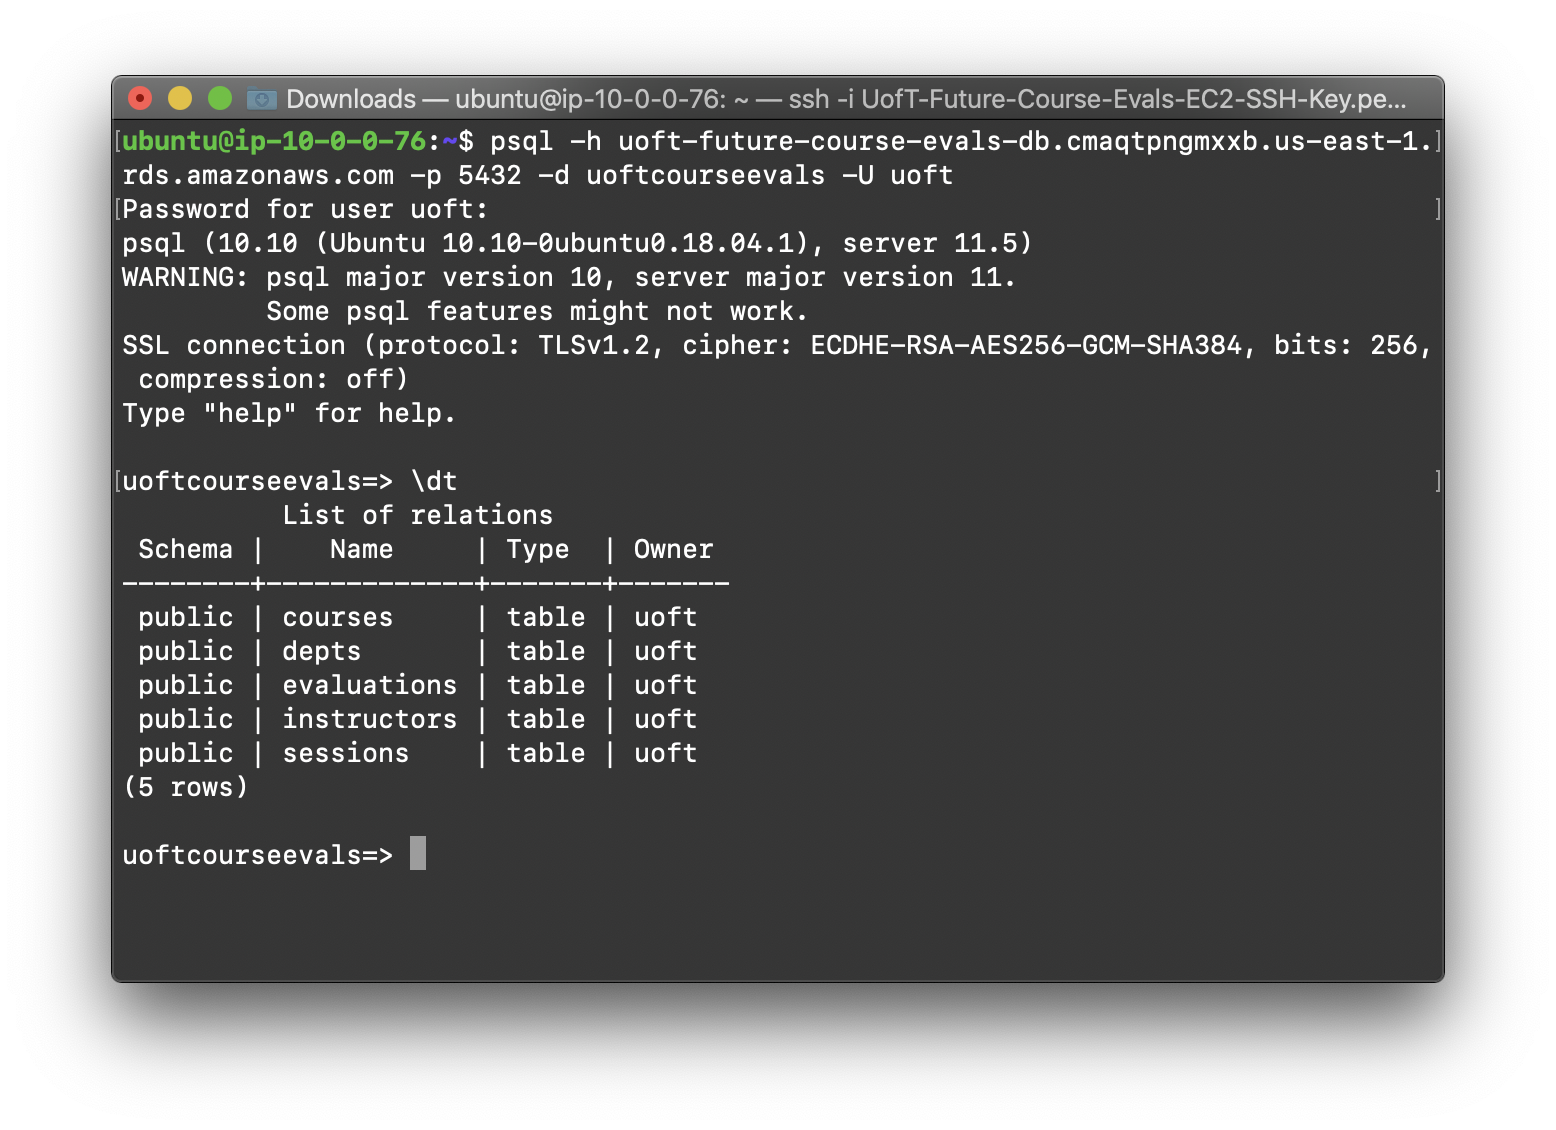 Downloads — ubuntu@ip-10-0-0-76: ~ — ssh -i UofT-Future-Course-Evals-EC2-SSH-Key.pe...
[ubuntu@ip-10-0-0-76:~$ psql -h uoft-future-course-evals-db.cmaqtpngmxxb.us-east-1.]
rds.amazonaws.com -p 5432 -d uoftcourseevals -U uoft
[Password for user uoft: ]
psql (10.10 (Ubuntu 10.10-0ubuntu0.18.04.1), server 11.5)
WARNING: psql major version 10, server major version 11.
         Some psql features might not work.
SSL connection (protocol: TLSv1.2, cipher: ECDHE-RSA-AES256-GCM-SHA384, bits: 256,
 compression: off)
Type "help" for help.

[uoftcourseevals=> \dt ]
          List of relations
 Schema |    Name     | Type  | Owner
--------+-------------+-------+-------
 public | courses     | table | uoft
 public | depts       | table | uoft
 public | evaluations | table | uoft
 public | instructors | table | uoft
 public | sessions    | table | uoft
(5 rows)

uoftcourseevals=>